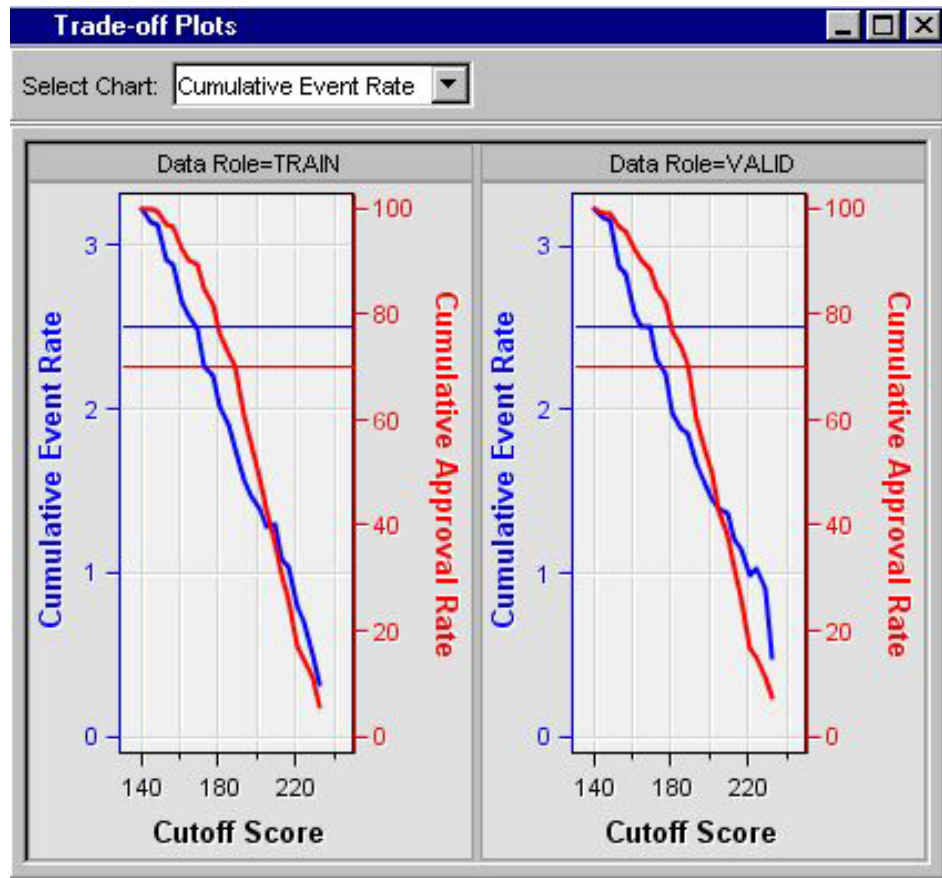 Trade-off Plots
Select Chart: Cumulative Event Rate
Data Role=TRAIN
Cumulative Event Rate
3
2
1
0
100
80
60
40
20
0
Cumulative Approval Rate
140 180 220
Cutoff Score
Data Role=VALID
Cumulative Event Rate
3
2
1
0
100
80
60
40
20
0
Cumulative Approval Rate
140 180 220
Cutoff Score